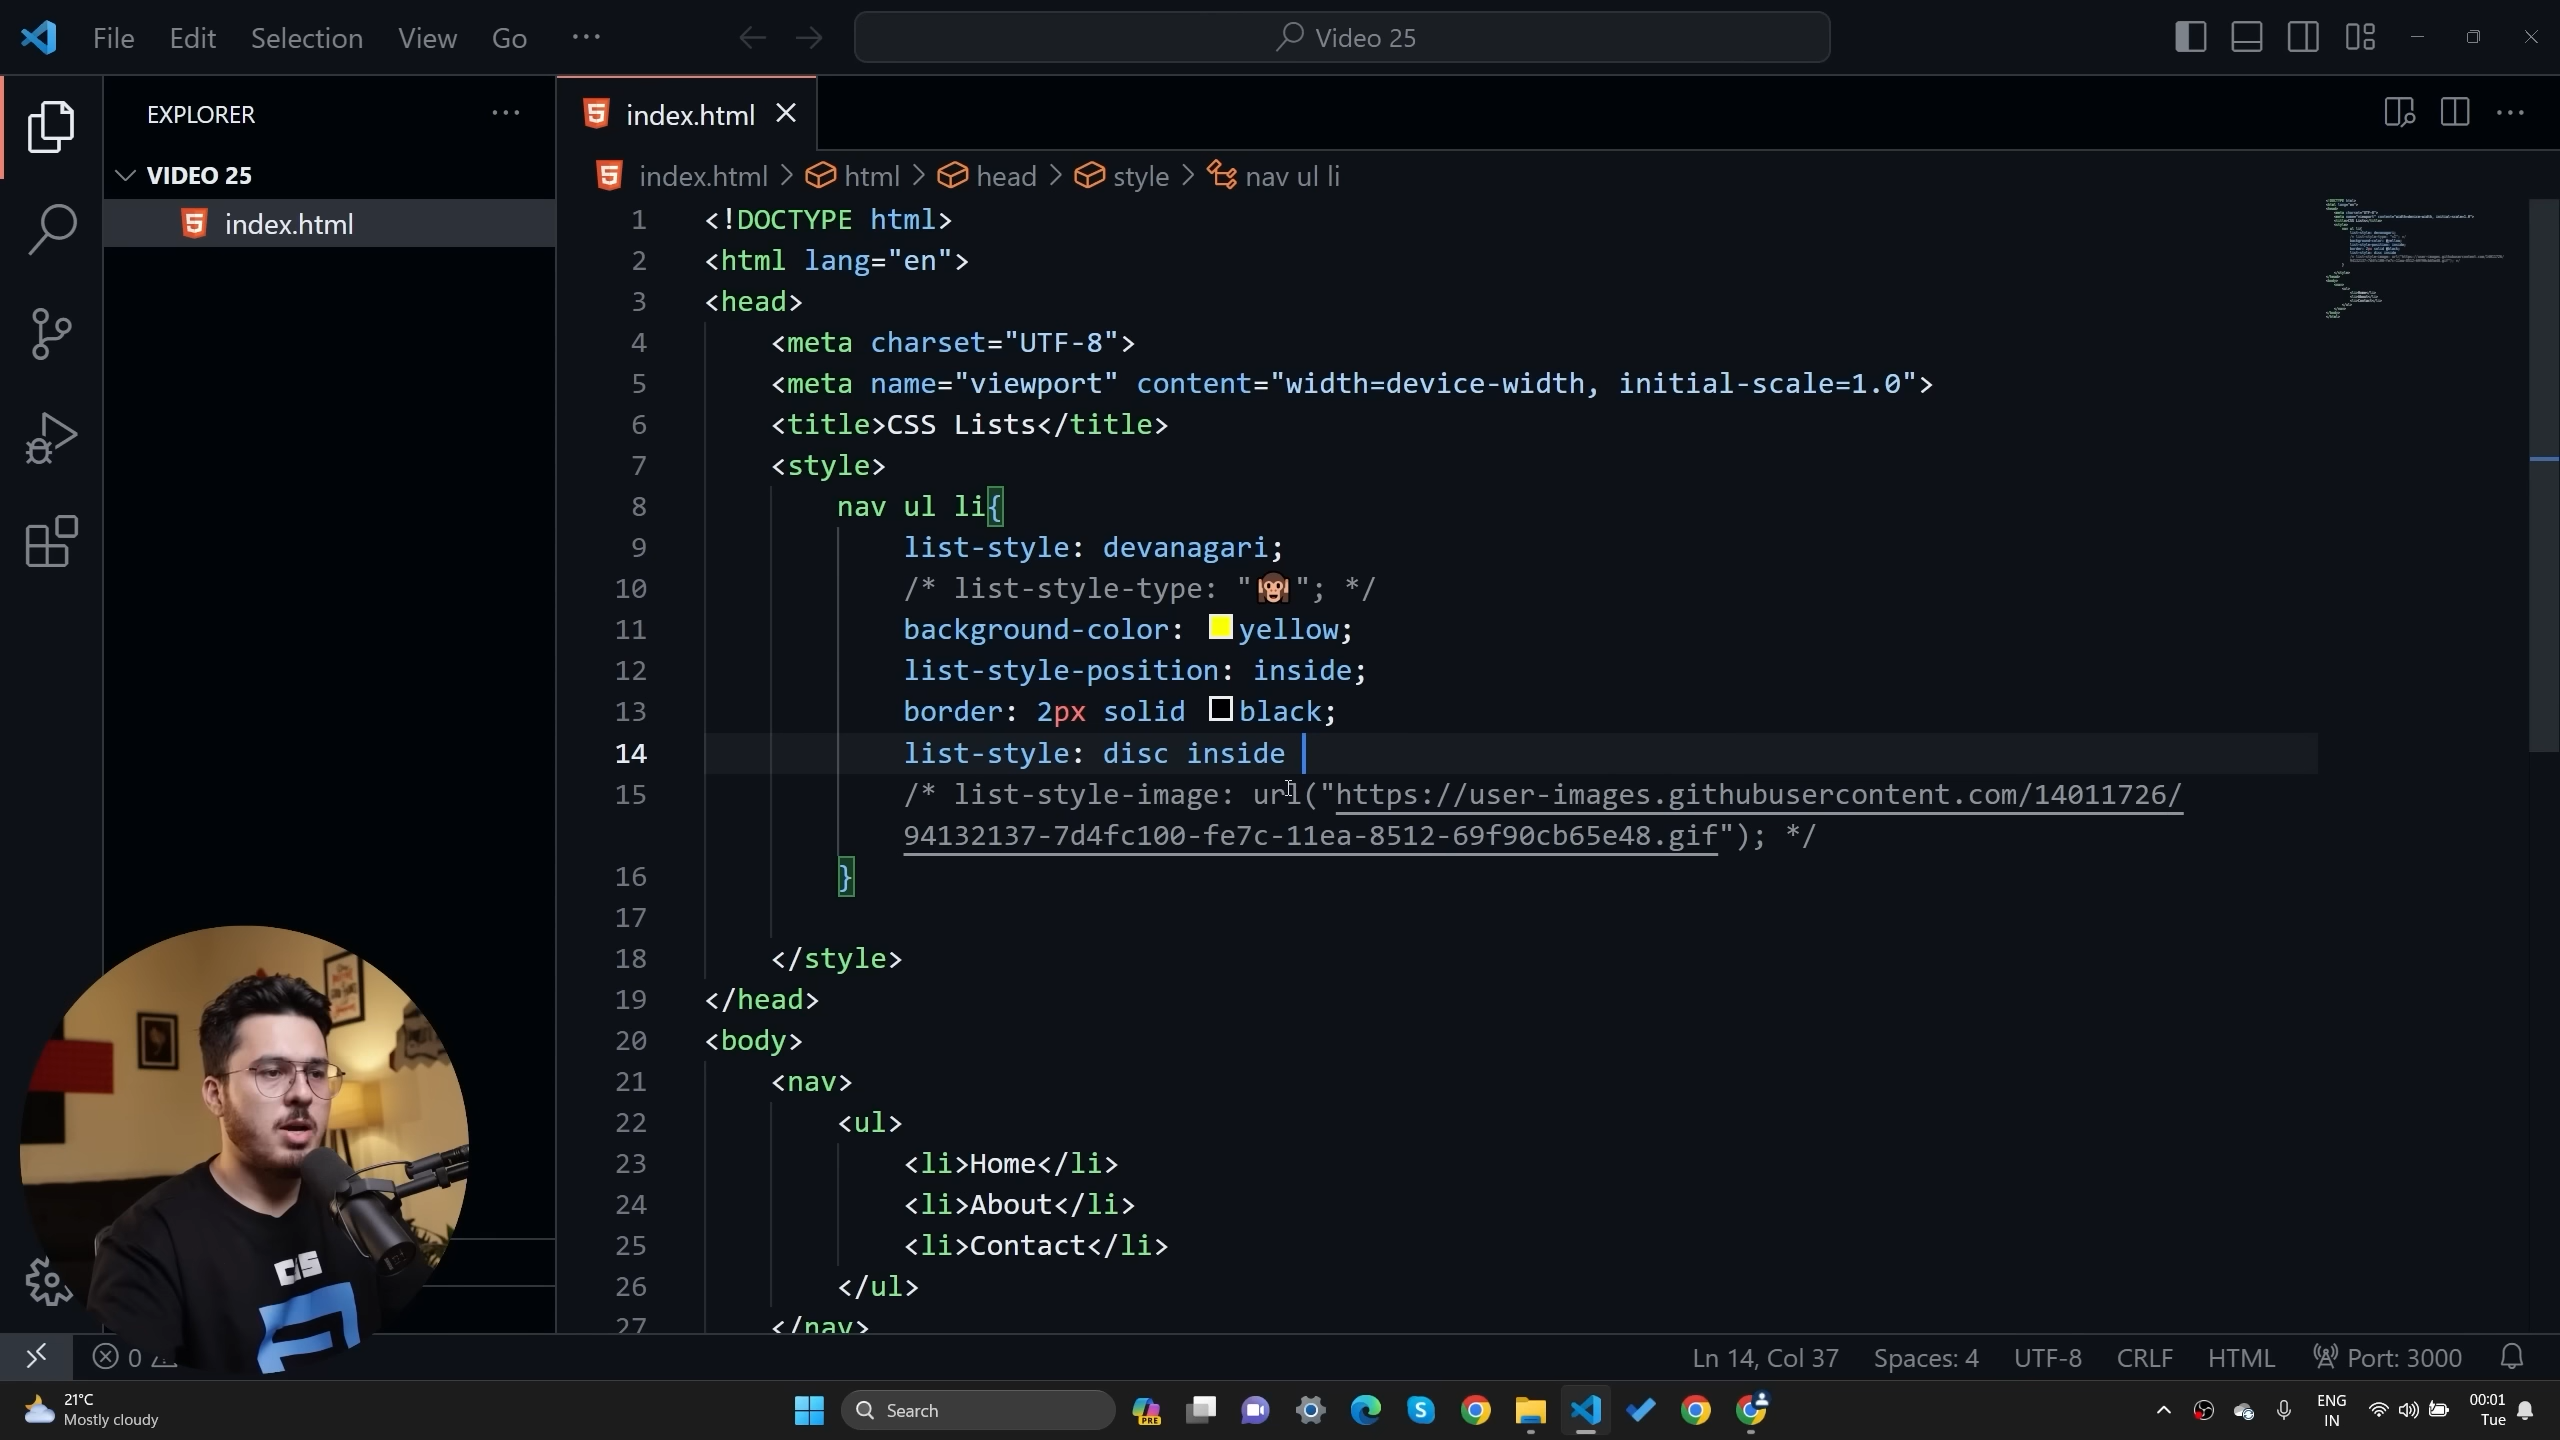 File Edit Selection View Go ...
Video 25
EXPLORER ...
index.html
VIDEO 25
index.html
index.html > html > head > style > nav ul li
1 <!DOCTYPE html>
2 <html lang="en">
3 <head>
4 <meta charset="UTF-8">
5 <meta name="viewport" content="width=device-width, initial-scale=1.0">
6 <title>CSS Lists</title>
7 <style>
8 nav ul li{
9 list-style: devanagari;
10 /* list-style-type: "🙉"; */
11 background-color: yellow;
12 list-style-position: inside;
13 border: 2px solid black;
14 list-style: disc inside
15 /* list-style-image: url("https://user-images.githubusercontent.com/14011726/
94132137-7d4fc100-fe7c-11ea-8512-69f90cb65e48.gif"); */
16 }
17
18 </style>
19 </head>
20 <body>
21 <nav>
22 <ul>
23 <li>Home</li>
24 <li>About</li>
25 <li>Contact</li>
26 </ul>
27 </nav>
0
Ln 14, Col 37 Spaces: 4 UTF-8 CRLF HTML Port: 3000
21°C
Mostly cloudy
Search
PRE
ENG
IN
00:01
Tue